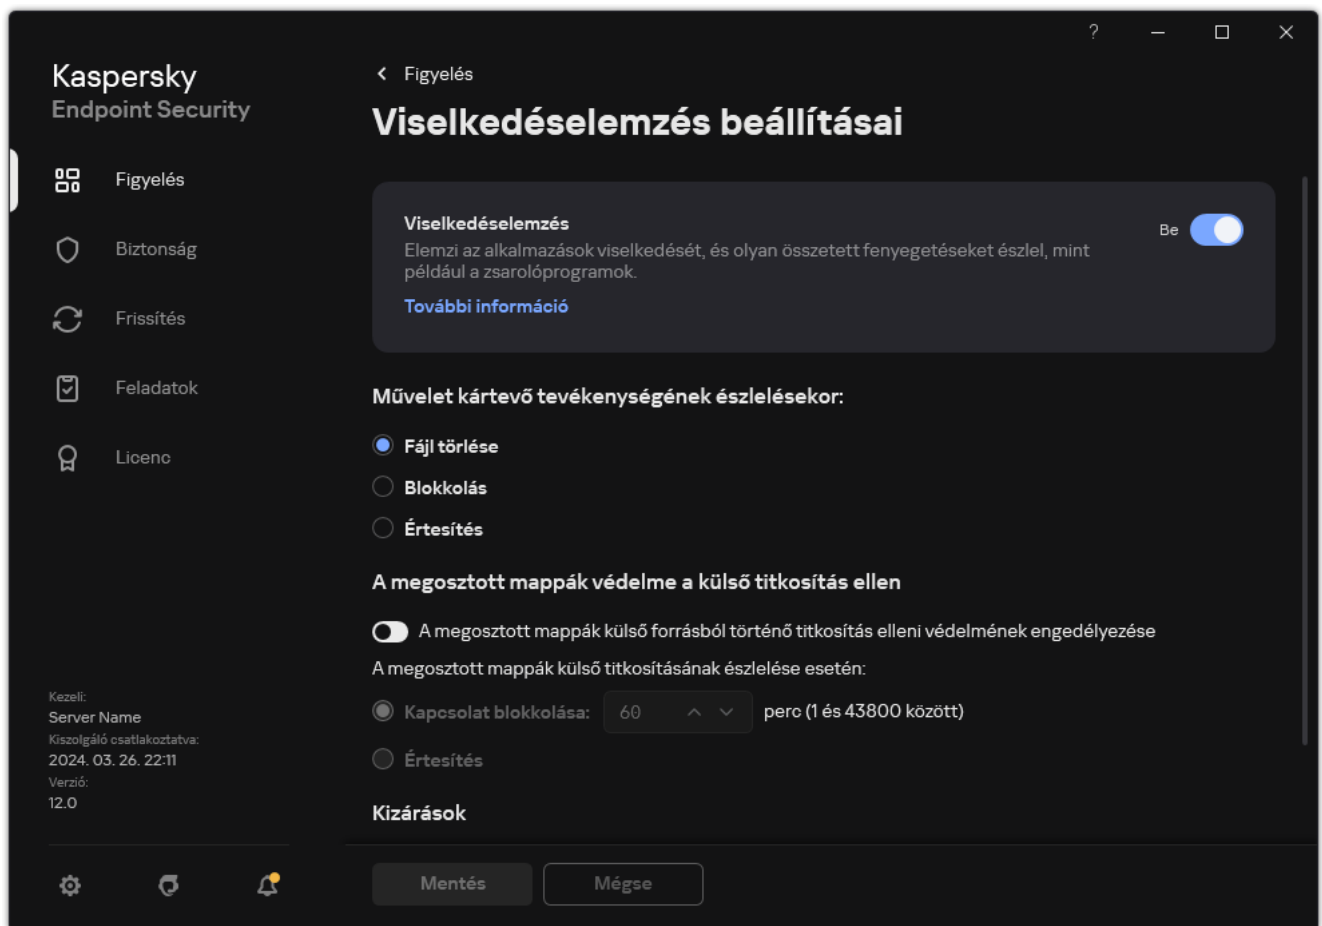 ?
Kaspersky
Endpoint Security
Figyelés
Biztonság
Frissítés
Feladatok
Licenc
Kezeli:
Server Name
Kiszolgáló csatlakoztatva:
2024. 03. 26. 22:11
Verzió:
12.0
Figyelés
Viselkedéselemzés beállításai
Viselkedéselemzés
Be
Elemzi az alkalmazások viselkedését, és olyan összetett fenyegetéseket észlel, mint
például a zsarolóprogramok.
További információ
Művelet kártevő tevékenységének észlelésekor:
Fájl törlése
Blokkolás
Értesítés
A megosztott mappák védelme a külső titkosítás ellen
A megosztott mappák külső forrásból történő titkosítás elleni védelmének engedélyezése
A megosztott mappák külső titkosításának észlelése esetén:
Kapcsolat blokkolása: 60 perc (1 és 43800 között)
Értesítés
Kizárások
Mentés Mégse